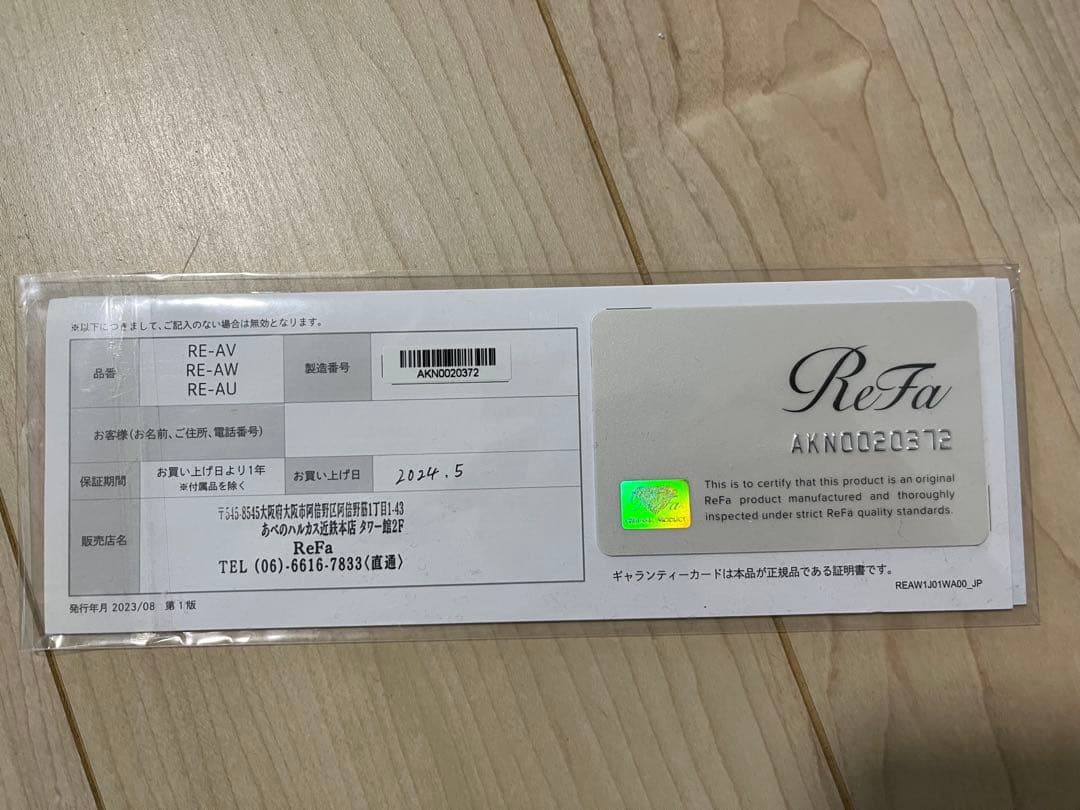 ※以下につきまして、ご記入のない場合は無効となります。
品番
RE-AV
RE-AW
RE-AU
製造番号
AKN0020372
お客様(お名前、ご住所、電話番号)
保証期間
お買い上げ日より1年
※付属品を除く
お買い上げ日
2024.5
販売店名
〒545-8545大阪府大阪市阿倍野区阿倍野筋1丁目1-43
あべのハルカス近鉄本店 タワー館2F
ReFa
TEL (06)-6616-7833〈直通〉
発行年月 2023/08 第1版
ReFa
AKN0020372
This is to certify that this product is an original
ReFa product manufactured and thoroughly
inspected under strict ReFa quality standards.
ギャランティーカードは本品が正規品である証明書です。
REAW1J01WA00_JP